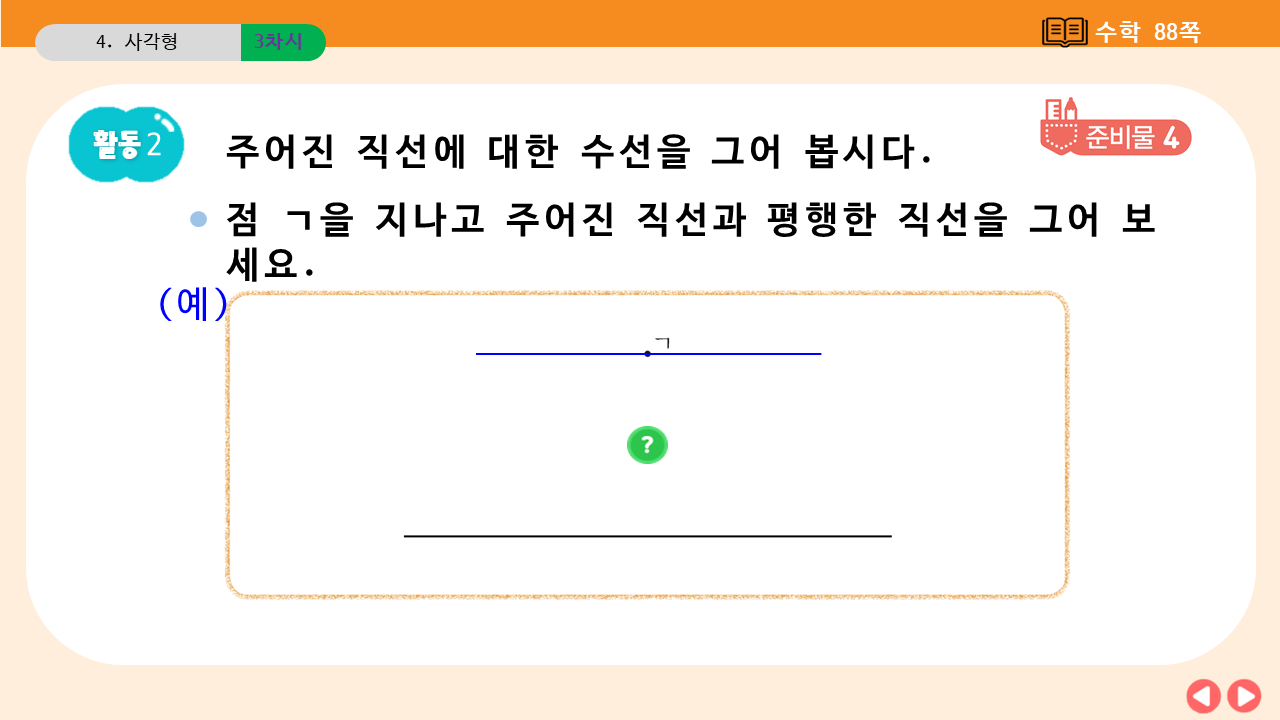 4. 사각형
3차시
수학 88쪽
활동 2
주어진 직선에 대한 수선을 그어 봅시다.
준비물 4
점 ㄱ을 지나고 주어진 직선과 평행한 직선을 그어 보
세요.
(예)
ㄱ
?